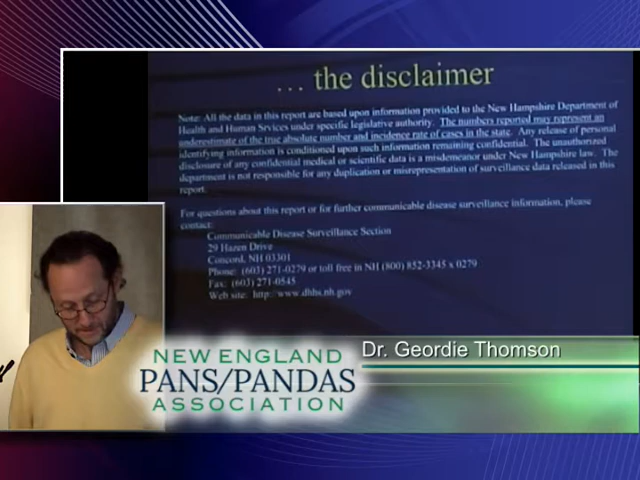 ... the disclaimer
Note: All the data in this report are based upon information provided to the New Hampshire Department of
Health and Human Srvices under specific legislative authority. The numbers reported may represent an
underestimate of the true absolute number and incidence rate of cases in the state. Any release of personal
identifying information is conditioned upon such information remaining confidential. The unauthorized
disclosure of any confidential medical or scientific data is a misdemeanor under New Hampshire law. The
department is not responsible for any duplication or misrepresentation of surveillance data released in this
report.
For questions about this report or for further communicable disease surveillance information, please
contact:
Communicable Disease Surveillance Section
29 Hazen Drive
Concord, NH 03301
Phone: (603) 271-0279 or toll free in NH (800) 852-3345 x 0279
Fax: (603) 271-0545
Web site: http: www.dhhs.nh.gov
Dr. Geordie Thomson
NEW ENGLAND
PANS/PANDAS
ASSOCIATION